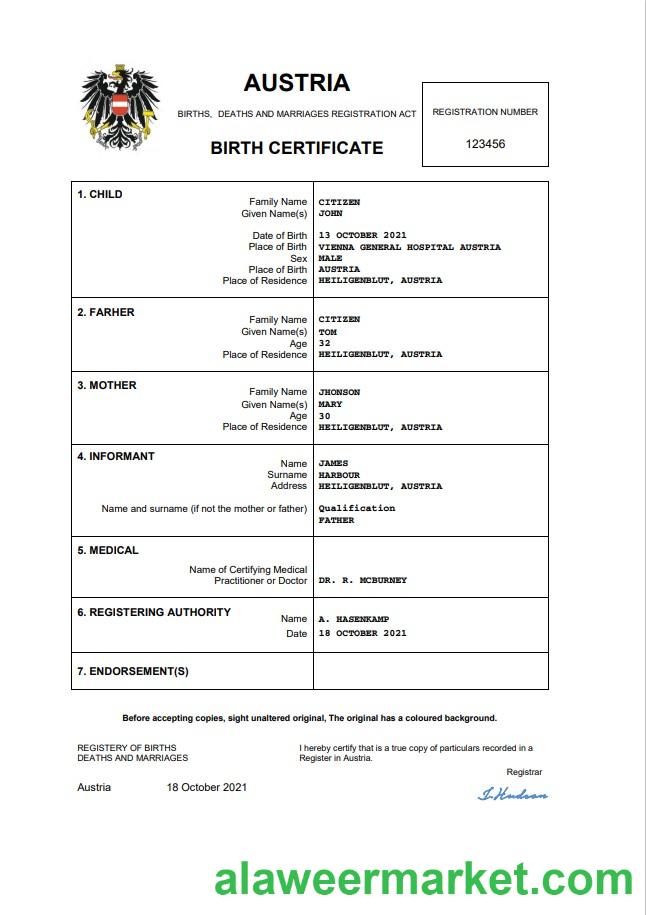 AUSTRIA
BIRTHS, DEATHS AND MARRIAGES REGISTRATION ACT
BIRTH CERTIFICATE
REGISTRATION NUMBER
123456
1. CHILD
Family Name CITIZEN
Given Name(s) JOHN
Date of Birth 13 OCTOBER 2021
Place of Birth VIENNA GENERAL HOSPITAL AUSTRIA
Sex MALE
Place of Birth AUSTRIA
Place of Residence HEILIGENBLUT, AUSTRIA
2. FARHER
Family Name CITIZEN
Given Name(s) TOM
Age 32
Place of Residence HEILIGENBLUT, AUSTRIA
3. MOTHER
Family Name JHONSON
Given Name(s) MARY
Age 30
Place of Residence HEILIGENBLUT, AUSTRIA
4. INFORMANT
Name JAMES
Surname HARBOUR
Address HEILIGENBLUT, AUSTRIA
Name and surname (if not the mother or father) Qualification
FATHER
5. MEDICAL
Name of Certifying Medical
Practitioner or Doctor DR. R. MCBURNEY
6. REGISTERING AUTHORITY
Name A. HASENKAMP
Date 18 OCTOBER 2021
7. ENDORSEMENT(S)
Before accepting copies, sight unaltered original, The original has a coloured background.
REGISTERY OF BIRTHS
DEATHS AND MARRIAGES
I hereby certify that is a true copy of particulars recorded in a
Register in Austria.
Registrar
Austria 18 October 2021
I.Hudson
alaweermarket.com